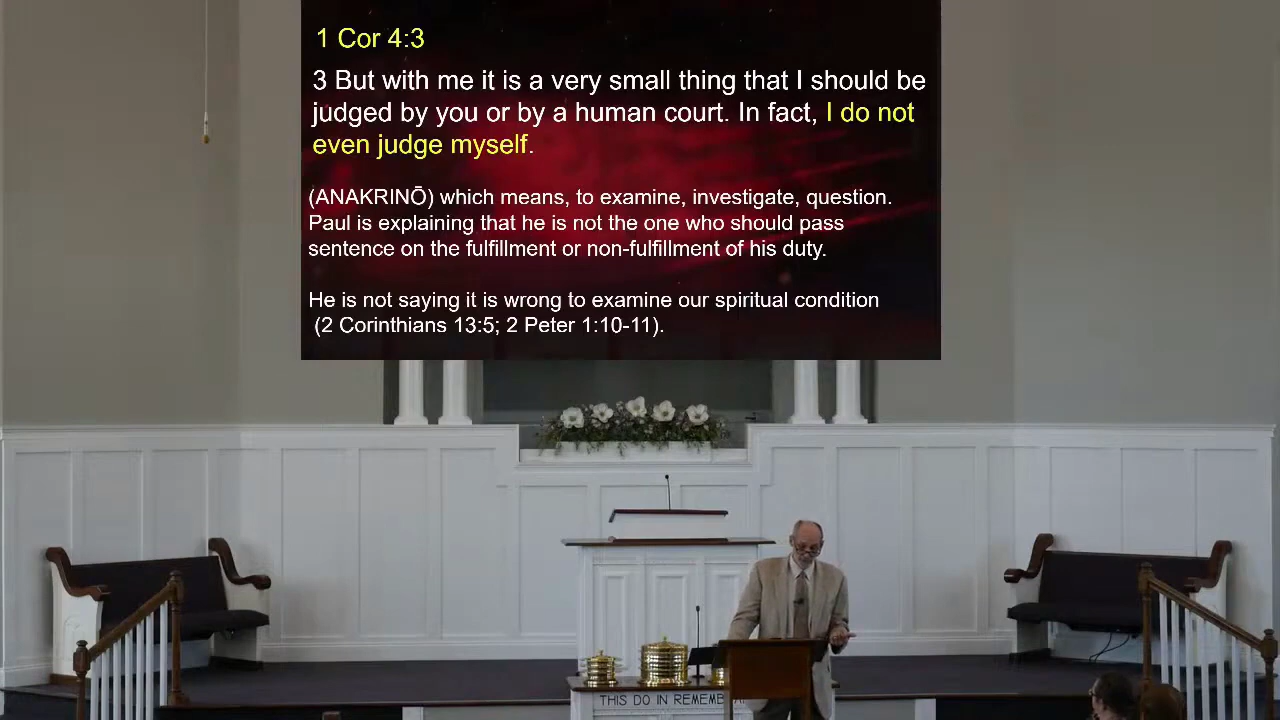 1 Cor 4:3
3 But with me it is a very small thing that I should be
judged by you or by a human court. In fact, I do not
even judge myself.
(ANAKRINŌ) which means, to examine, investigate, question.
Paul is explaining that he is not the one who should pass
sentence on the fulfillment or non-fulfillment of his duty.
He is not saying it is wrong to examine our spiritual condition
(2 Corinthians 13:5; 2 Peter 1:10-11).
THIS DO IN REMEMB